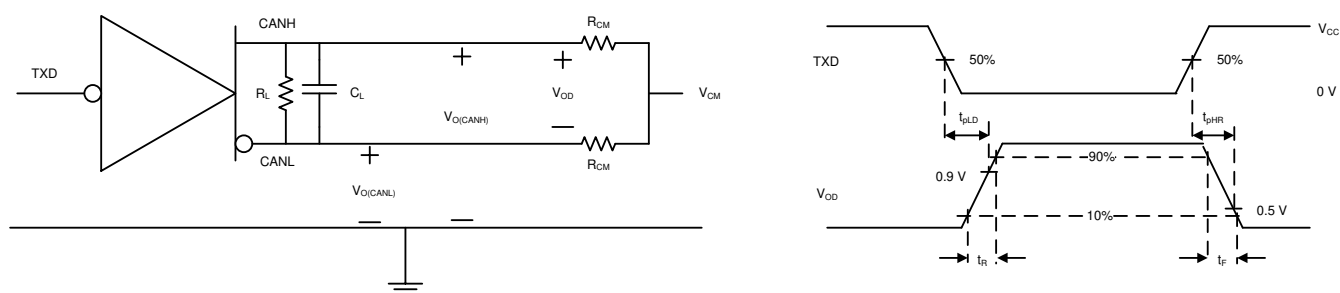 CANH
R_CM
TXD
R_L
C_L
+
+
V_OD
V_CM
V_O(CANH)
CANL
+
R_CM
V_O(CANL)
TXD
50%
50%
V_CC
0 V
t_pLD
t_pHR
90%
0.9 V
V_OD
10%
0.5 V
t_R
t_F